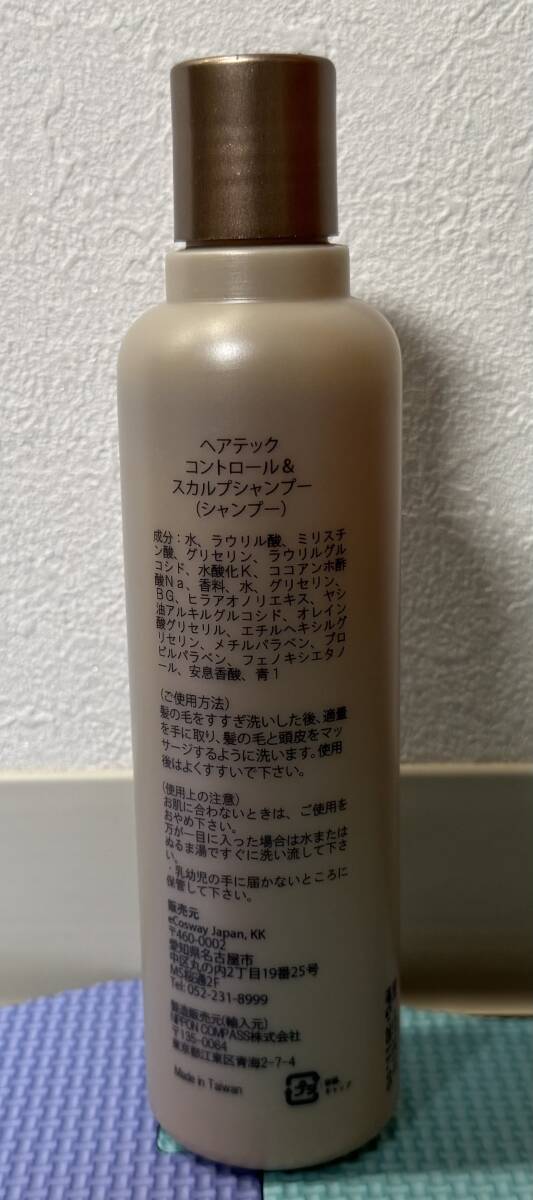 ヘアテック
コントロール&
スカルプシャンプー
(シャンプー)
成分：水、ラウリル酸、ミリスチ
ン酸、グリセリン、ラウリルグル
コシド、水酸化K、ココアンホ酢
酸Na、香料、水、グリセリン、
BG、ヒラアオノリエキス、ヤシ
油アルキルグルコシド、オレイン
酸グリセリル、エチルヘキシルグ
リセリン、メチルパラベン、プロ
ピルパラベン、フェノキシエタノ
ール、安息香酸、青1
(ご使用方法)
髪の毛をすすぎ洗いした後、適量
を手に取り、髪の毛と頭皮をマッ
サージするように洗います。使用
後はよくすすいで下さい。
(使用上の注意)
お肌に合わないときは、ご使用を
おやめ下さい。
万が一目に入った場合は水または
ぬるま湯ですぐに洗い流して下さ
い。
・乳幼児の手に届かないところに
保管して下さい。
販売元
eCosway Japan, KK
〒460-0002
愛知県名古屋市
中区丸の内2丁目19番25号
MS桜通2F
Tel: 052-231-8999
製造販売元(輸入元)
NIPPON COMPASS株式会社
〒135-0064
東京都江東区青海2-7-4
Made in Taiwan
プラ
キャップ